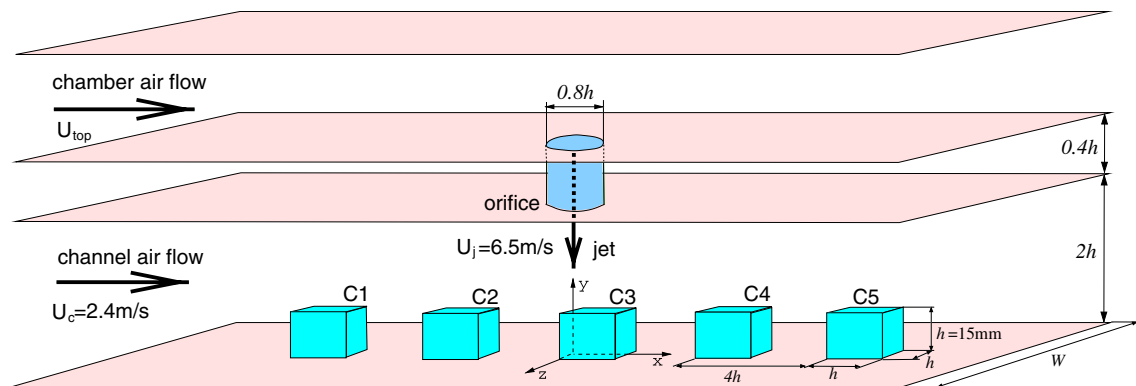 chamber air flow
U_top
0.8h
0.4h
orifice
U_j=6.5m/s
jet
channel air flow
U_c=2.4m/s
2h
y
C1
C2
C3
C4
C5
h=15mm
x
z
4h
h
h
W